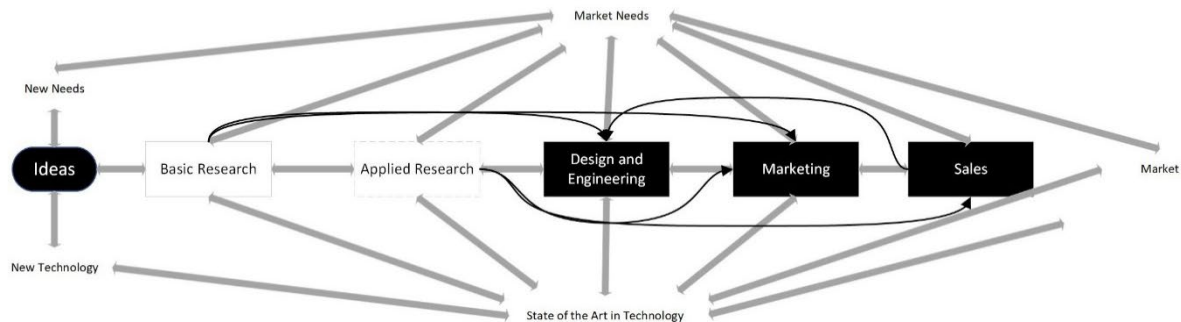 Market Needs
New Needs
Ideas
Basic Research
Applied Research
Design and
Engineering
Marketing
Sales
Market
New Technology
State of the Art in Technology